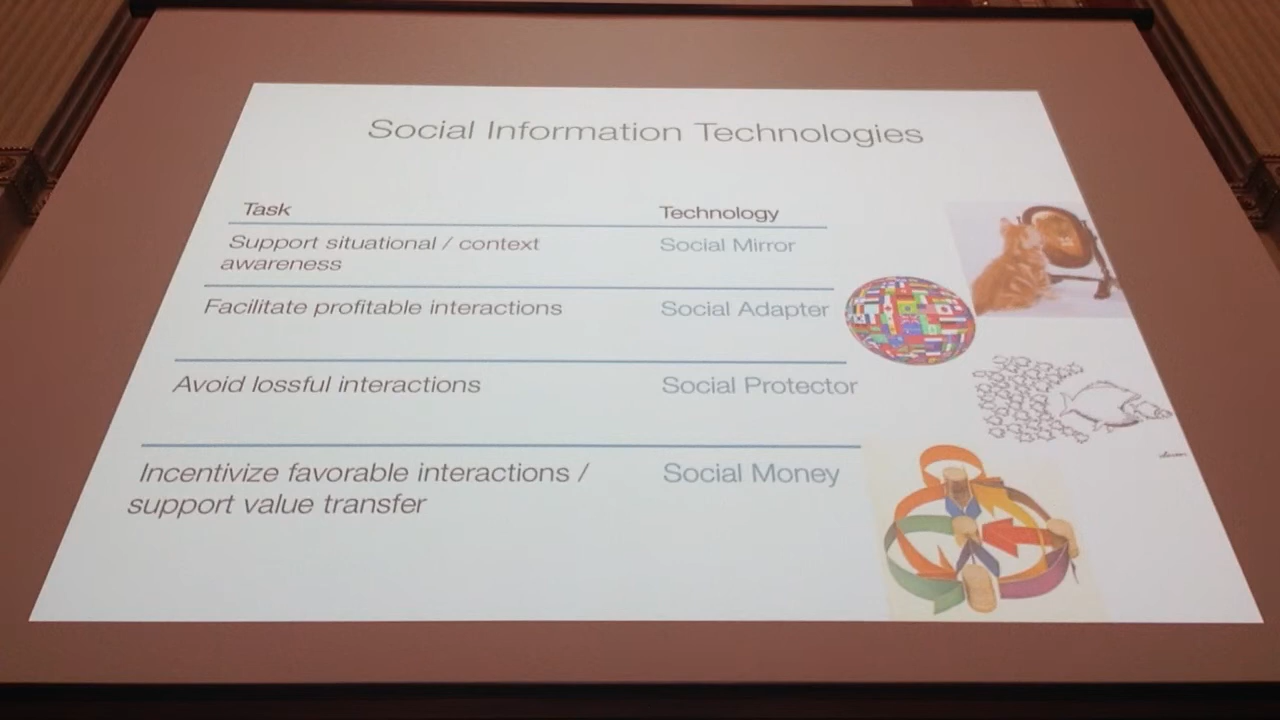 Social Information Technologies
Task Technology
Support situational / context Social Mirror
awareness
Facilitate profitable interactions Social Adapter
Avoid lossful interactions Social Protector
Incentivize favorable interactions / Social Money
support value transfer